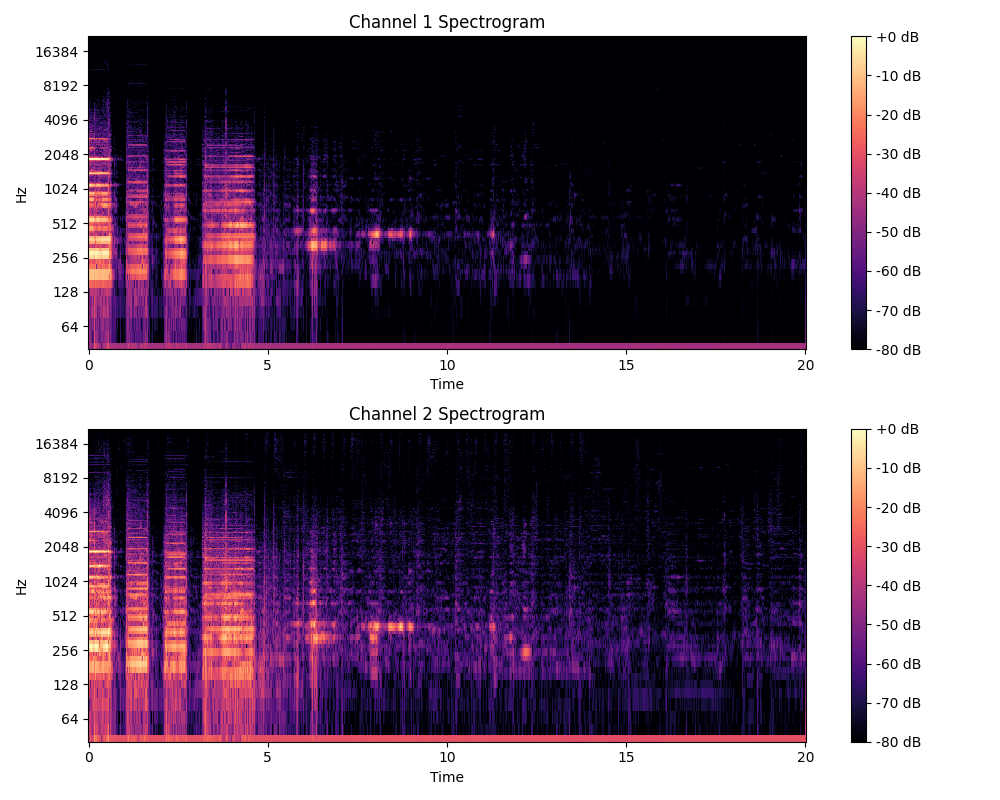 Channel 1 Spectrogram
Hz
16384
8192
4096
2048
1024
512
256
128
64
0 5 10 15 20
Time
+0 dB
-10 dB
-20 dB
-30 dB
-40 dB
-50 dB
-60 dB
-70 dB
-80 dB
Channel 2 Spectrogram
Hz
16384
8192
4096
2048
1024
512
256
128
64
0 5 10 15 20
Time
+0 dB
-10 dB
-20 dB
-30 dB
-40 dB
-50 dB
-60 dB
-70 dB
-80 dB